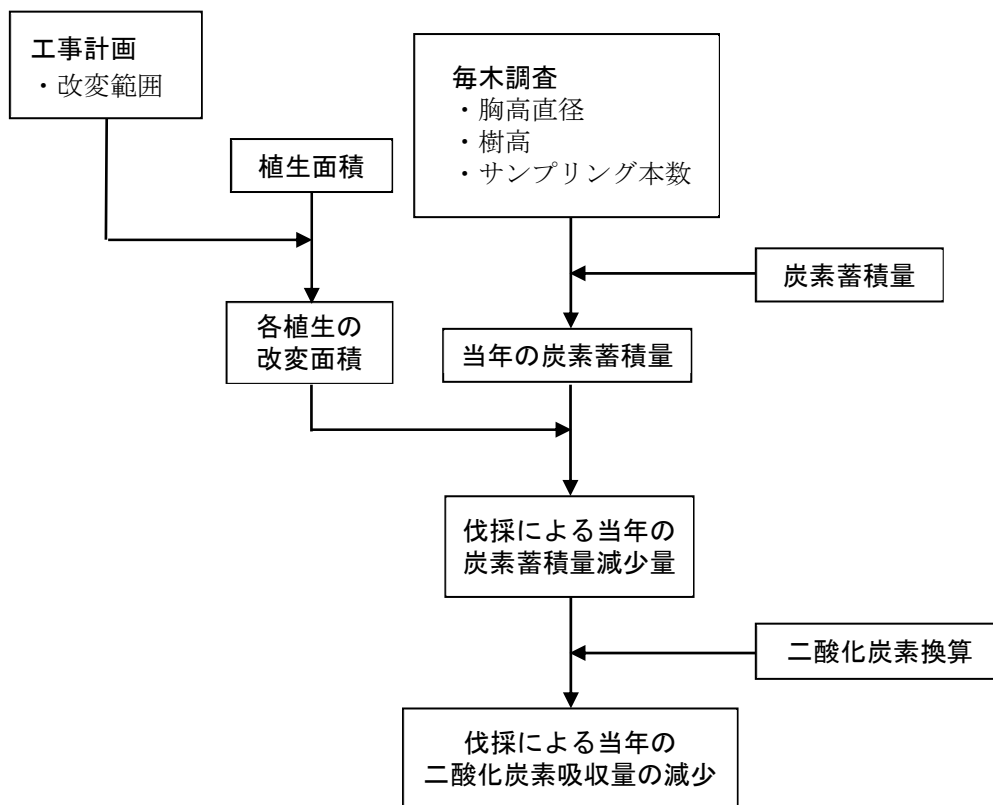 工事計画
・改変範囲
毎木調査
・胸高直径
・樹高
・サンプリング本数
植生面積
炭素蓄積量
各植生の
改変面積
当年の炭素蓄積量
伐採による当年の
炭素蓄積量減少量
二酸化炭素換算
伐採による当年の
二酸化炭素吸収量の減少